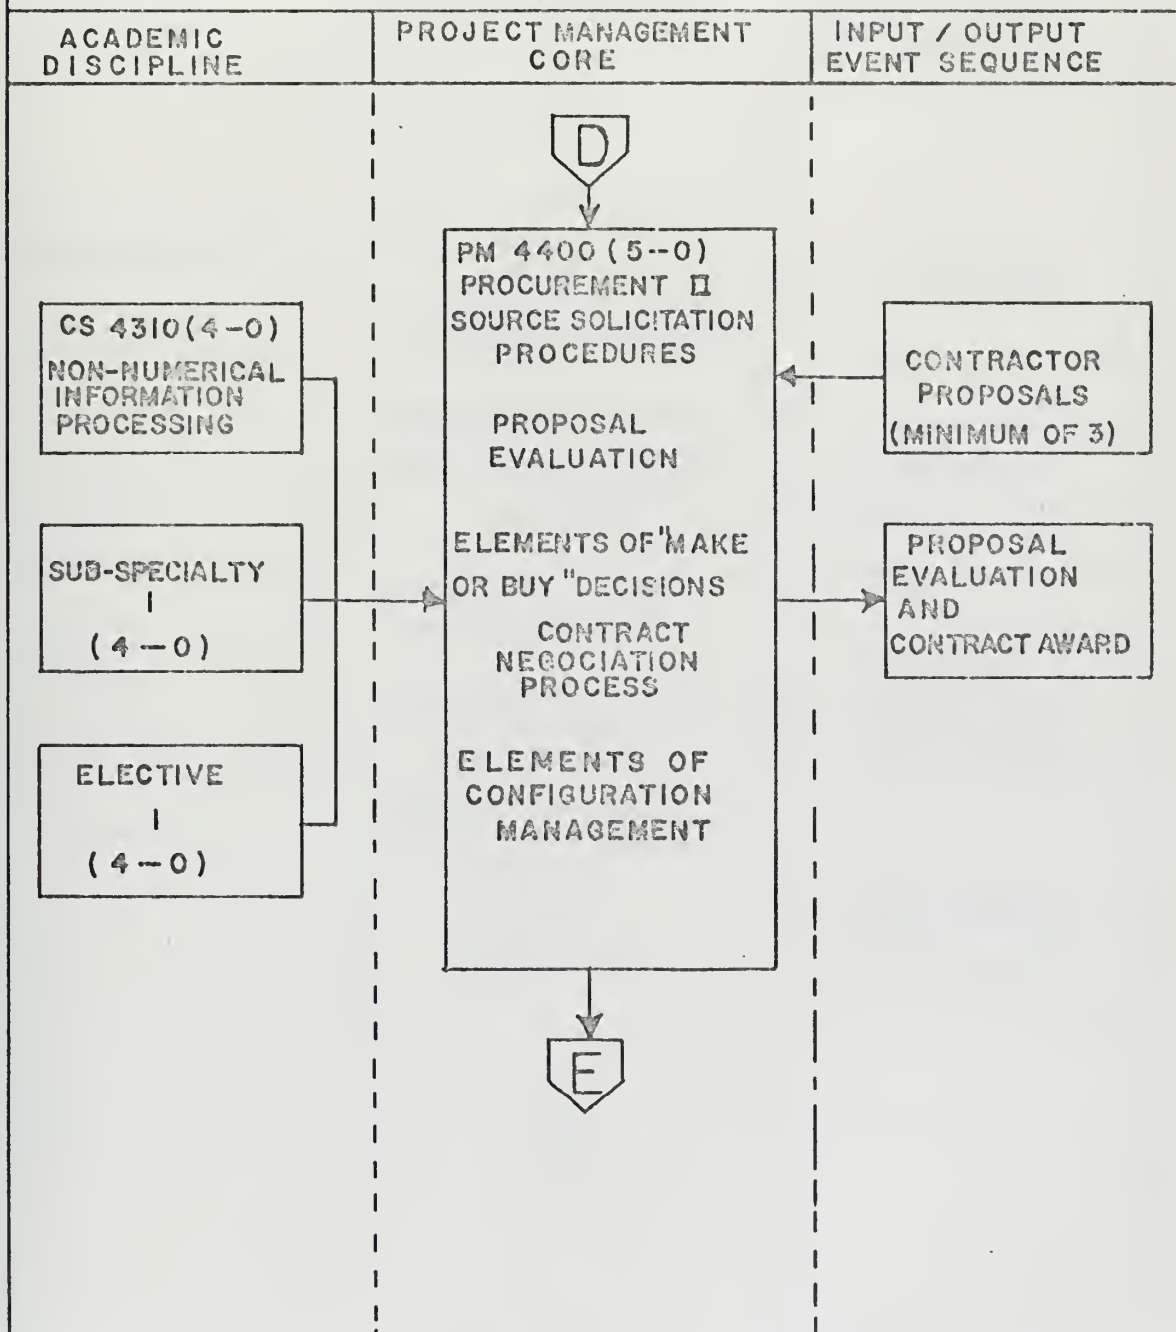 ACADEMIC
DISCIPLINE
PROJECT MANAGEMENT
CORE
INPUT / OUTPUT
EVENT SEQUENCE
D
CS 4310 (4-0)
NON-NUMERICAL
INFORMATION
PROCESSING
SUB-SPECIALTY
I
(4-0)
ELECTIVE
I
(4-0)
PM 4400 (5--0)
PROCUREMENT II
SOURCE SOLICITATION
PROCEDURES
PROPOSAL
EVALUATION
ELEMENTS OF "MAKE
OR BUY" DECISIONS
CONTRACT
NEGOCIATION
PROCESS
ELEMENTS OF
CONFIGURATION
MANAGEMENT
CONTRACTOR
PROPOSALS
(MINIMUM OF 3)
PROPOSAL
EVALUATION
AND
CONTRACT AWARD
E